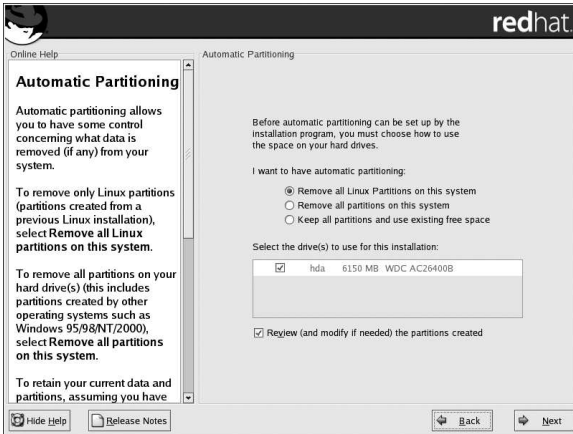 redhat.
Online Help
Automatic Partitioning
Automatic partitioning allows
you to have some control
concerning what data is
removed (if any) from your
system.
To remove only Linux partitions
(partitions created from a
previous Linux installation),
select Remove all Linux
partitions on this system.
To remove all partitions on your
hard drive(s) (this includes
partitions created by other
operating systems such as
Windows 95/98/NT/2000),
select Remove all partitions
on this system.
To retain your current data and
partitions, assuming you have
Automatic Partitioning
Before automatic partitioning can be set up by the
installation program, you must choose how to use
the space on your hard drives.
I want to have automatic partitioning:
Remove all Linux Partitions on this system
Remove all partitions on this system
Keep all partitions and use existing free space
Select the drive(s) to use for this installation:
hda 6150 MB WDC AC26400B
Review (and modify if needed) the partitions created
Hide Help
Release Notes
Back
Next